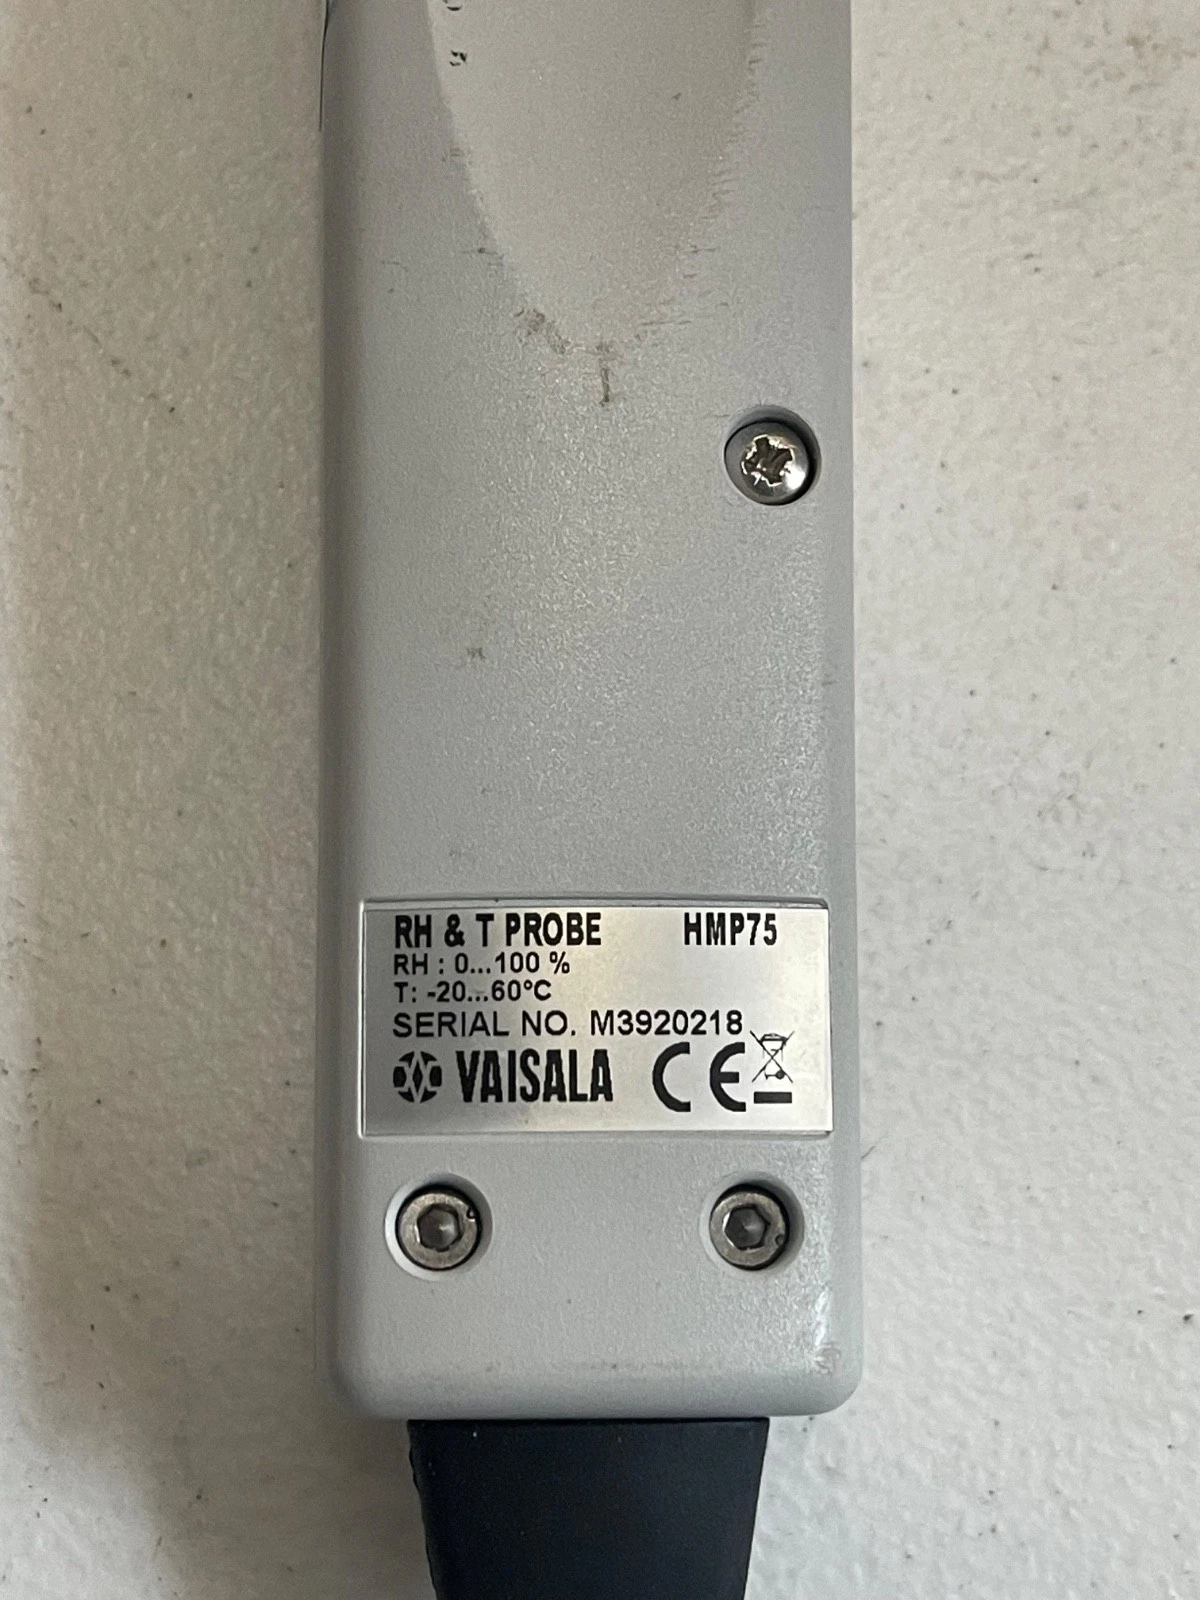 RH & T PROBE HMP75
RH : 0...100 %
T: -20...60°C
SERIAL NO. M3920218
VAISALA CE